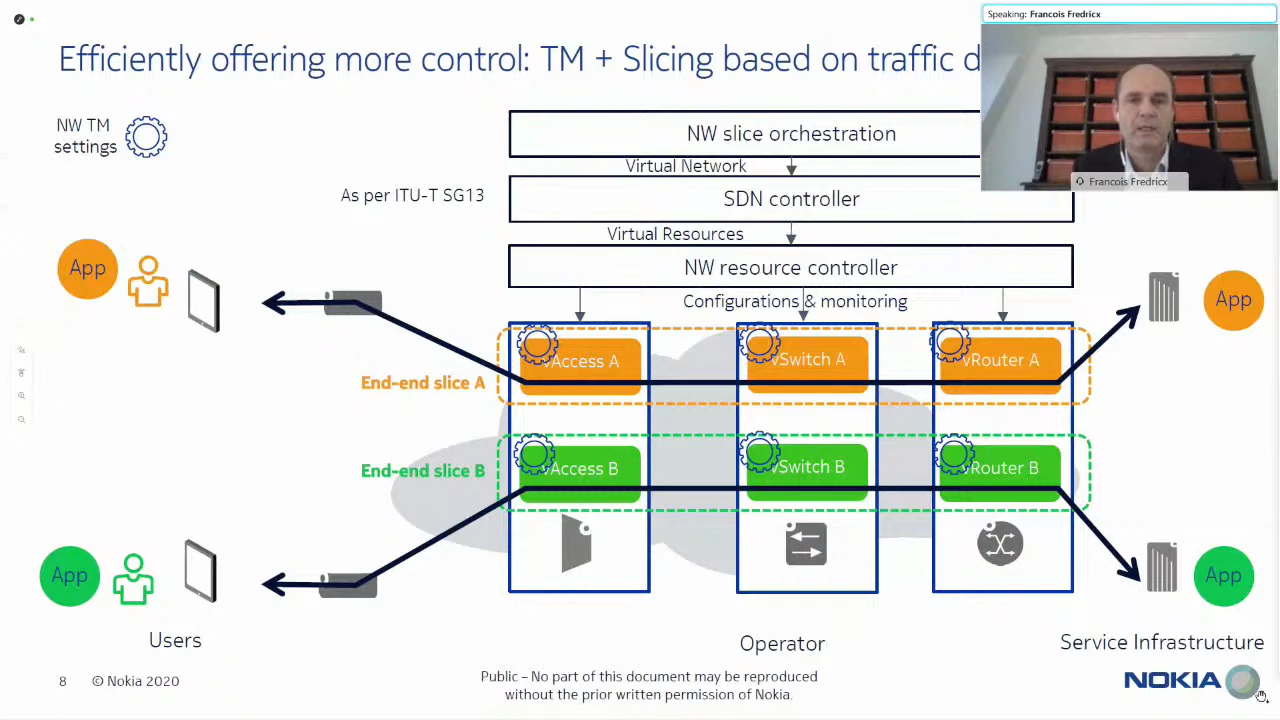 Speaking: Francois Fredricx
Efficiently offering more control: TM + Slicing based on traffic d
Francois Fredricx
NW TM
settings
NW slice orchestration
Virtual Network
As per ITU-T SG13
SDN controller
Virtual Resources
NW resource controller
Configurations & monitoring
App
App
End-end slice A
vAccess A
vSwitch A
vRouter A
End-end slice B
vAccess B
vSwitch B
vRouter B
App
App
Users
Operator
Service Infrastructure
8 © Nokia 2020
Public – No part of this document may be reproduced
without the prior written permission of Nokia.
NOKIA